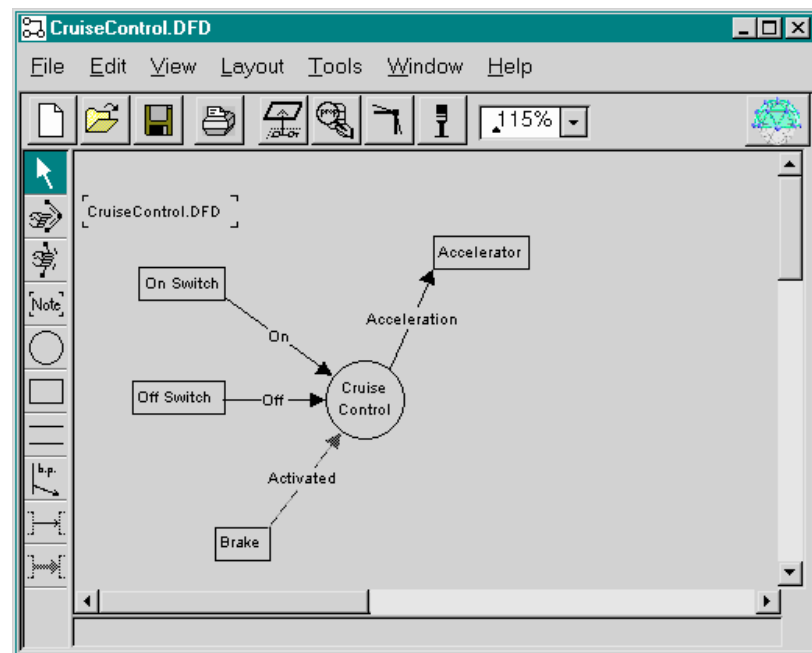 CruiseControl.DFD
File Edit View Layout Tools Window Help
115%
CruiseControl.DFD
Accelerator
On Switch
Acceleration
On
Cruise
Control
Off Switch
Off
Activated
Brake
Note
b.p.